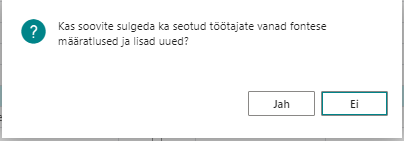 Kas soovite sulgeda ka seotud töötajate vanad fontese
määratlused ja lisad uued?
Jah
Ei